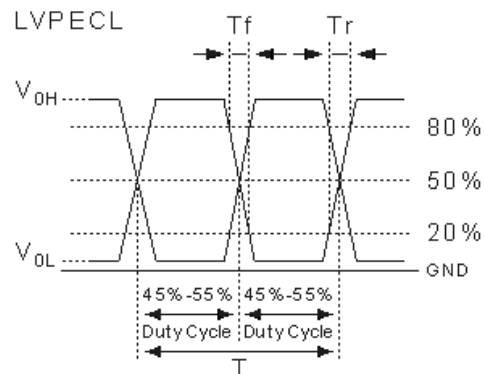 LVPECL
Tf Tr
V0H
80%
50%
20%
V0L
GND
45%-55% 45%-55%
Duty Cycle Duty Cycle
T